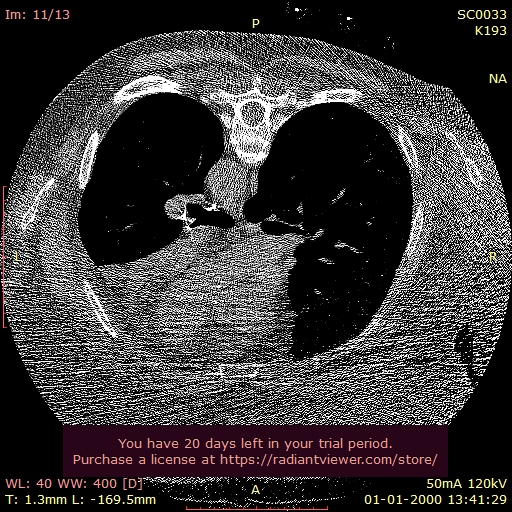 Im: 11/13
P
SC0033
K193
NA
L
R
You have 20 days left in your trial period.
Purchase a license at https://radiantviewer.com/store/
WL: 40 WW: 400 [D]
T: 1.3mm L: -169.5mm
A
50mA 120kV
01-01-2000 13:41:29